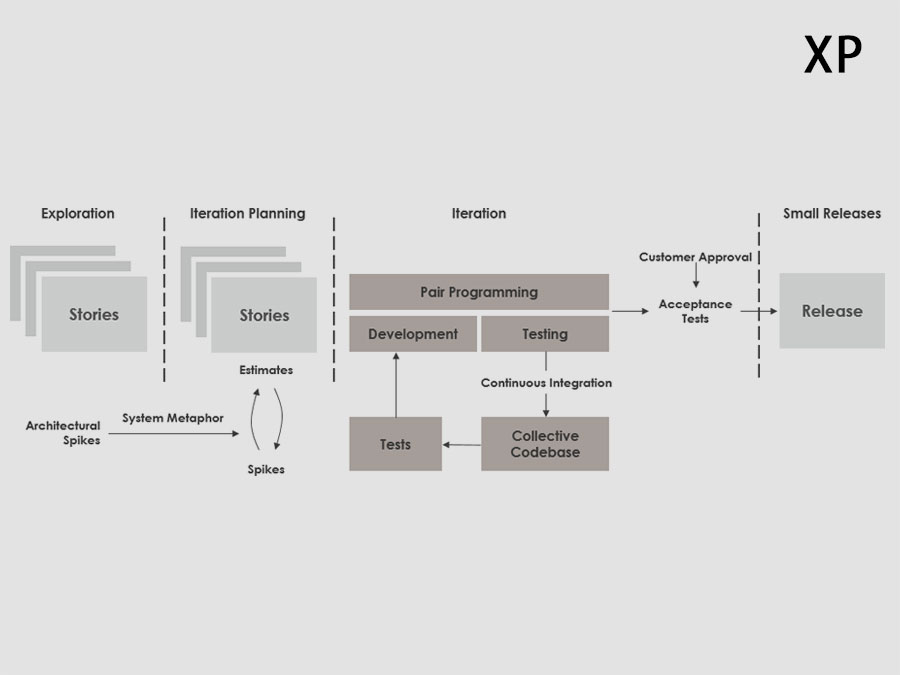 XP
Exploration
Iteration Planning
Iteration
Small Releases
Stories
Stories
Pair Programming
Development
Testing
Customer Approval
Acceptance
Tests
Release
Estimates
Continuous Integration
System Metaphor
Architectural
Spikes
Spikes
Tests
Collective
Codebase